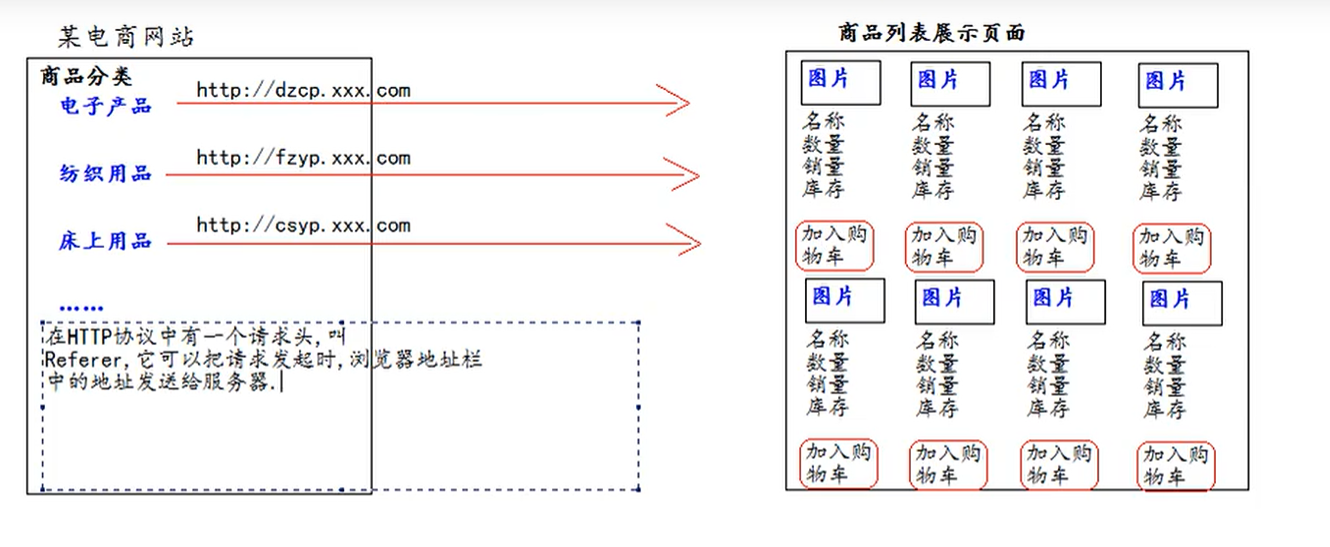 某电商网站
商品分类
电子产品
http://dzcp.xxx.com
纺织用品
http://fzyp.xxx.com
床上用品
http://csyp.xxx.com
……
在HTTP协议中有一个请求头,叫
Referer,它可以把请求发起时,浏览器地址栏
中的地址发送给服务器.
商品列表展示页面
图片 图片 图片 图片
名称 名称 名称 名称
数量 数量 数量 数量
销量 销量 销量 销量
库存 库存 库存 库存
加入购 加入购 加入购 加入购
物车 物车 物车 物车
图片 图片 图片 图片
名称 名称 名称 名称
数量 数量 数量 数量
销量 销量 销量 销量
库存 库存 库存 库存
加入购 加入购 加入购 加入购
物车 物车 物车 物车